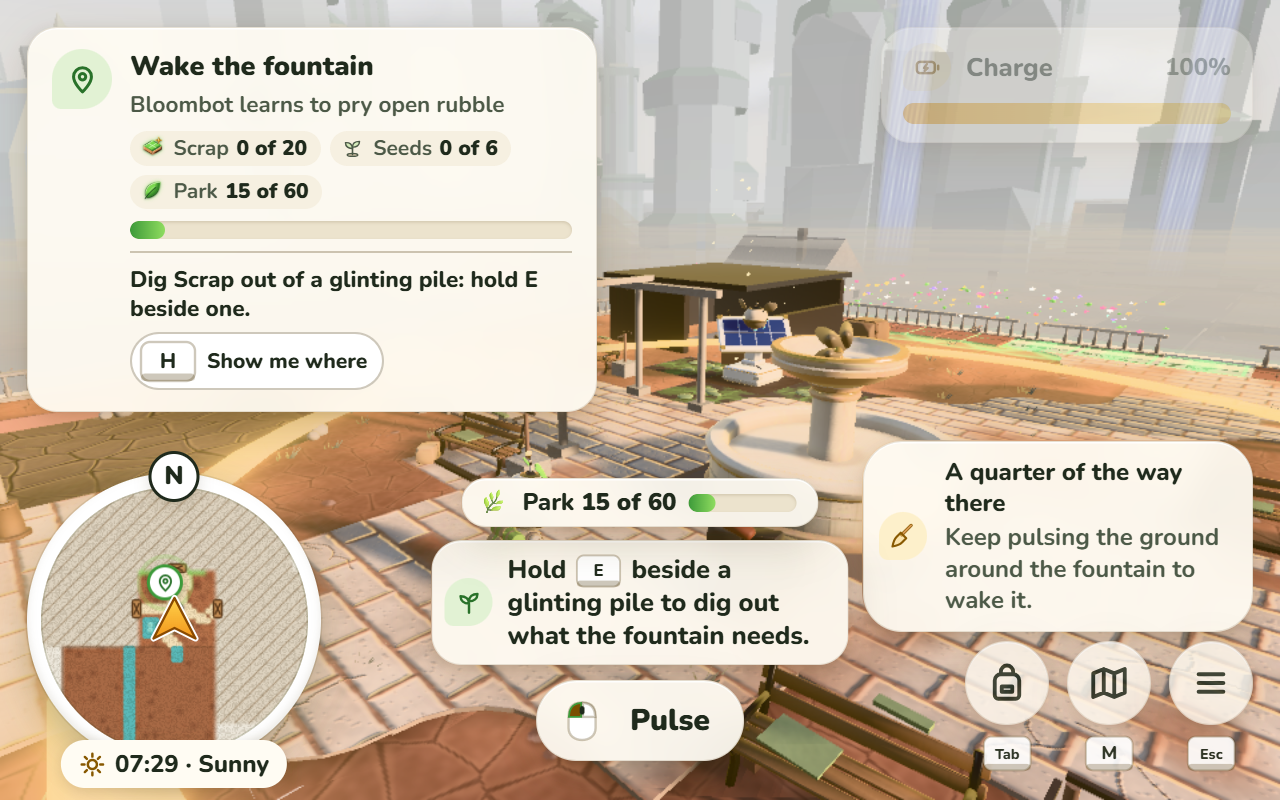 Wake the fountain
Bloombot learns to pry open rubble
Scrap 0 of 20
Seeds 0 of 6
Park 15 of 60
Dig Scrap out of a glinting pile: hold E
beside one.
H Show me where
Charge 100%
N
07:29 · Sunny
Park 15 of 60
Hold E beside a
glinting pile to dig out
what the fountain needs.
Pulse
A quarter of the way
there
Keep pulsing the ground
around the fountain to
wake it.
Tab
M
Esc